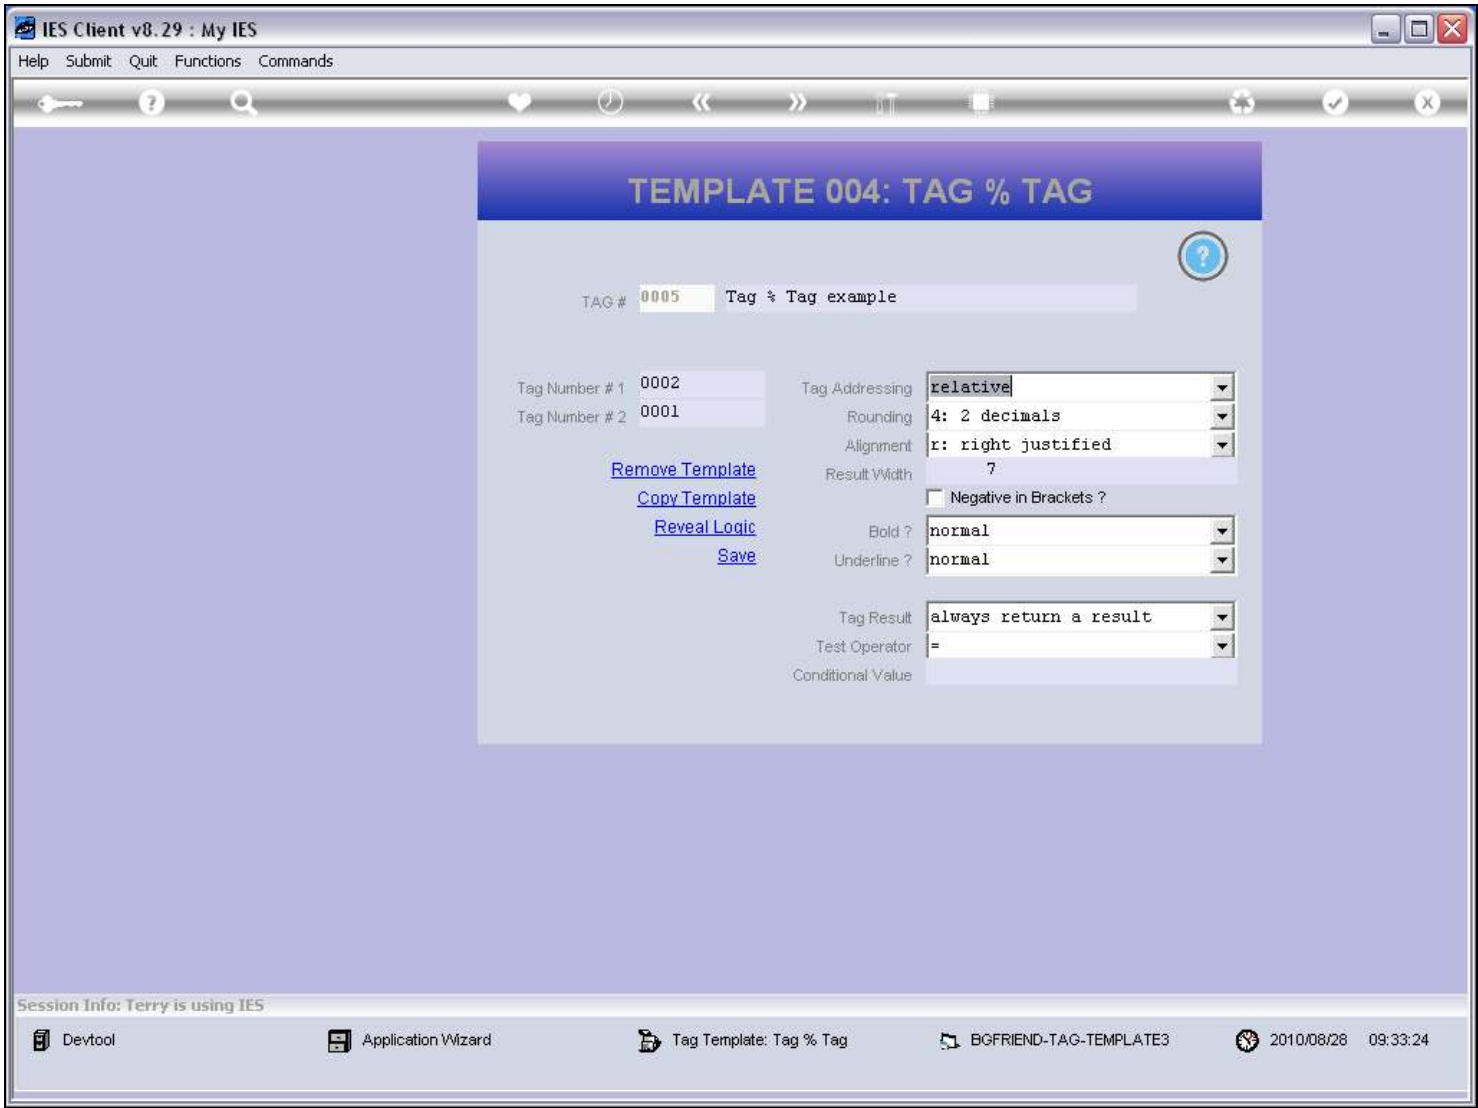 IES Client v8.29 : My IES
Help Submit Quit Functions Commands
TEMPLATE 004: TAG % TAG
TAG # 0005 Tag % Tag example
Tag Number # 1 0002 Tag Addressing relative
Tag Number # 2 0001 Rounding 4: 2 decimals
Alignment r: right justified
Remove Template Result Width 7
Copy Template Negative in Brackets ?
Reveal Logic Bold ? normal
Save Underline ? normal
Tag Result always return a result
Test Operator =
Conditional Value
Session Info: Terry is using IES
Devtool Application Wizard Tag Template: Tag % Tag BGFRIEND-TAG-TEMPLATE3 2010/08/28 09:33:24